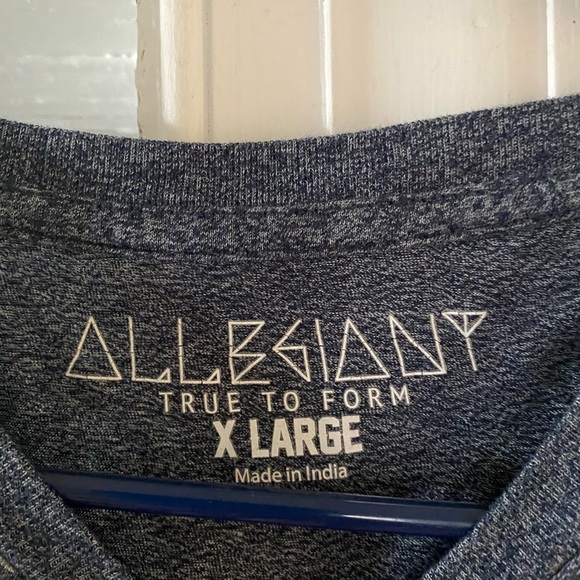 ALLEGIANT
TRUE TO FORM
X LARGE
Made in India